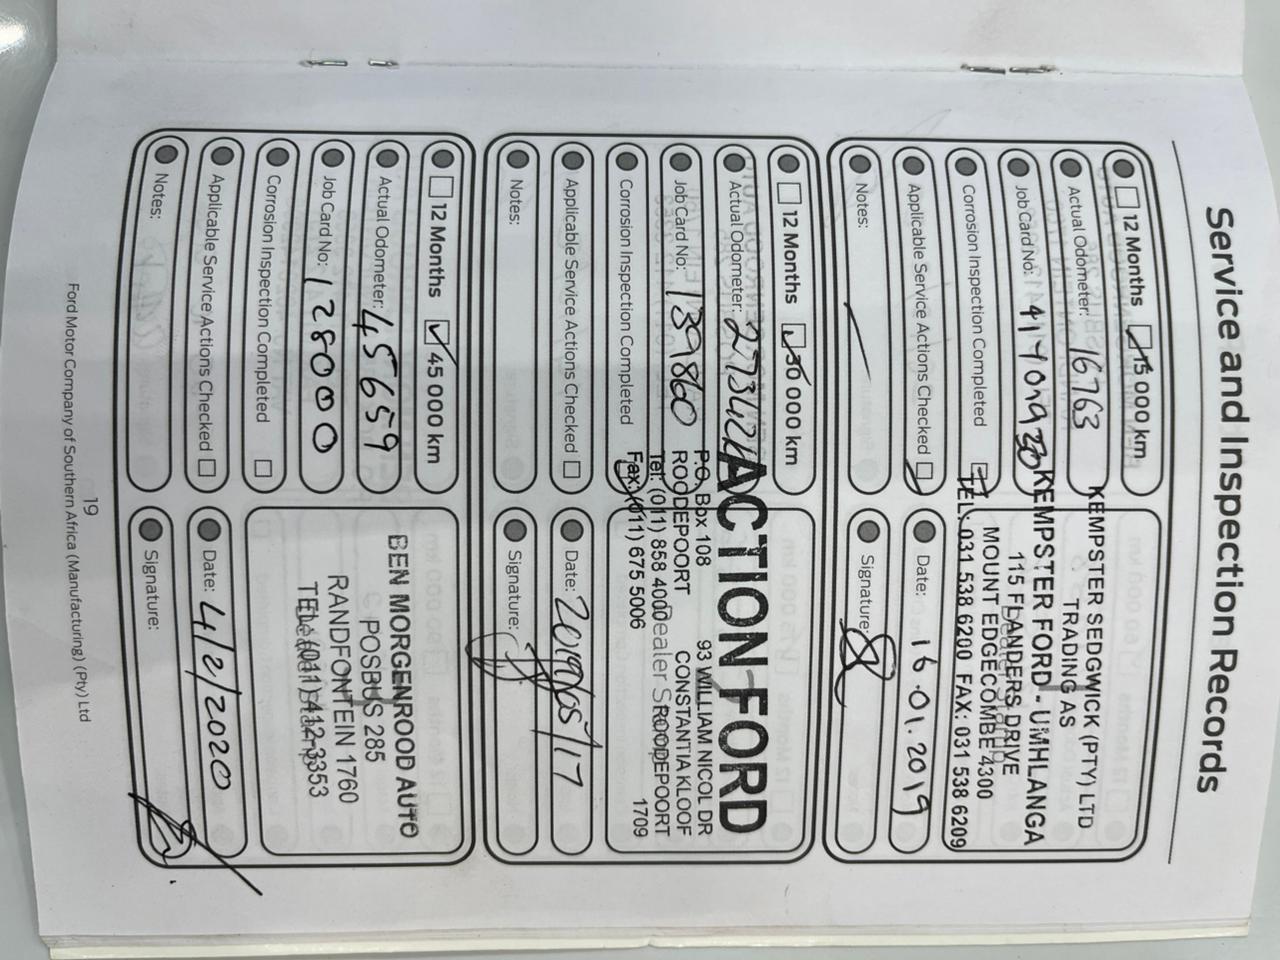 Service and Inspection Records
12 Months
15 000 km
Actual Odometer: 16763
Job Card No:
Corrosion Inspection Completed
Applicable Service Actions Checked
Notes:
KEMPSTER SEDGWICK (PTY) LTD
TRADING AS
KEMPSTER FORD - UMHLANGA
115 FLANDERS DRIVE
MOUNT EDGECOMBE 4300
TEL: 031 538 6200 FAX: 031 538 6209
Date: 16.01.2019
Signature:
12 Months
30 000 km
Actual Odometer:
Job Card No: 139860
Corrosion Inspection Completed
Applicable Service Actions Checked
Notes:
ACTION FORD
P.O. Box 108 93 WILLIAM NICOL DR
ROODEPOORT CONSTANTIA KLOOF
Tel: (011) 858 4000 ROODEPOORT
Fax: (011) 675 5006 1709
Dealer
Date:
Signature:
12 Months
45 000 km
Actual Odometer: 45659
Job Card No: 128000
Corrosion Inspection Completed
Applicable Service Actions Checked
Notes:
BEN MORGENROOD AUTO
POSBUS 285
RANDFONTEIN 1760
TEL: (011) 412-3353
Date: 4/2/2020
Signature:
19
Ford Motor Company of Southern Africa (Manufacturing) (Pty) Ltd